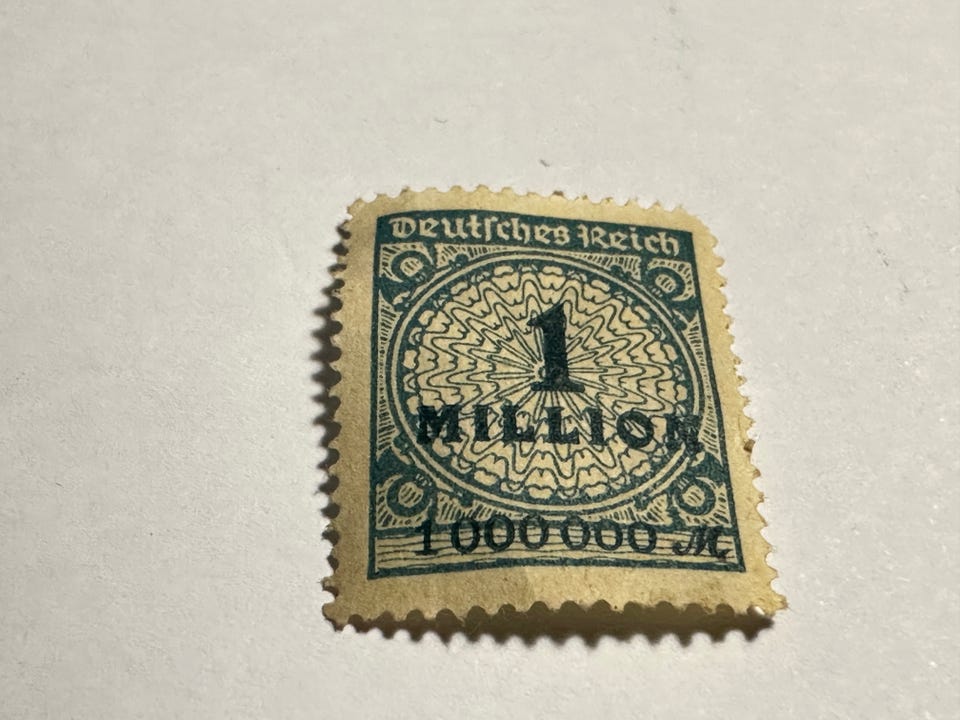 Deutſches Reich
1
MILLION
1000000 M